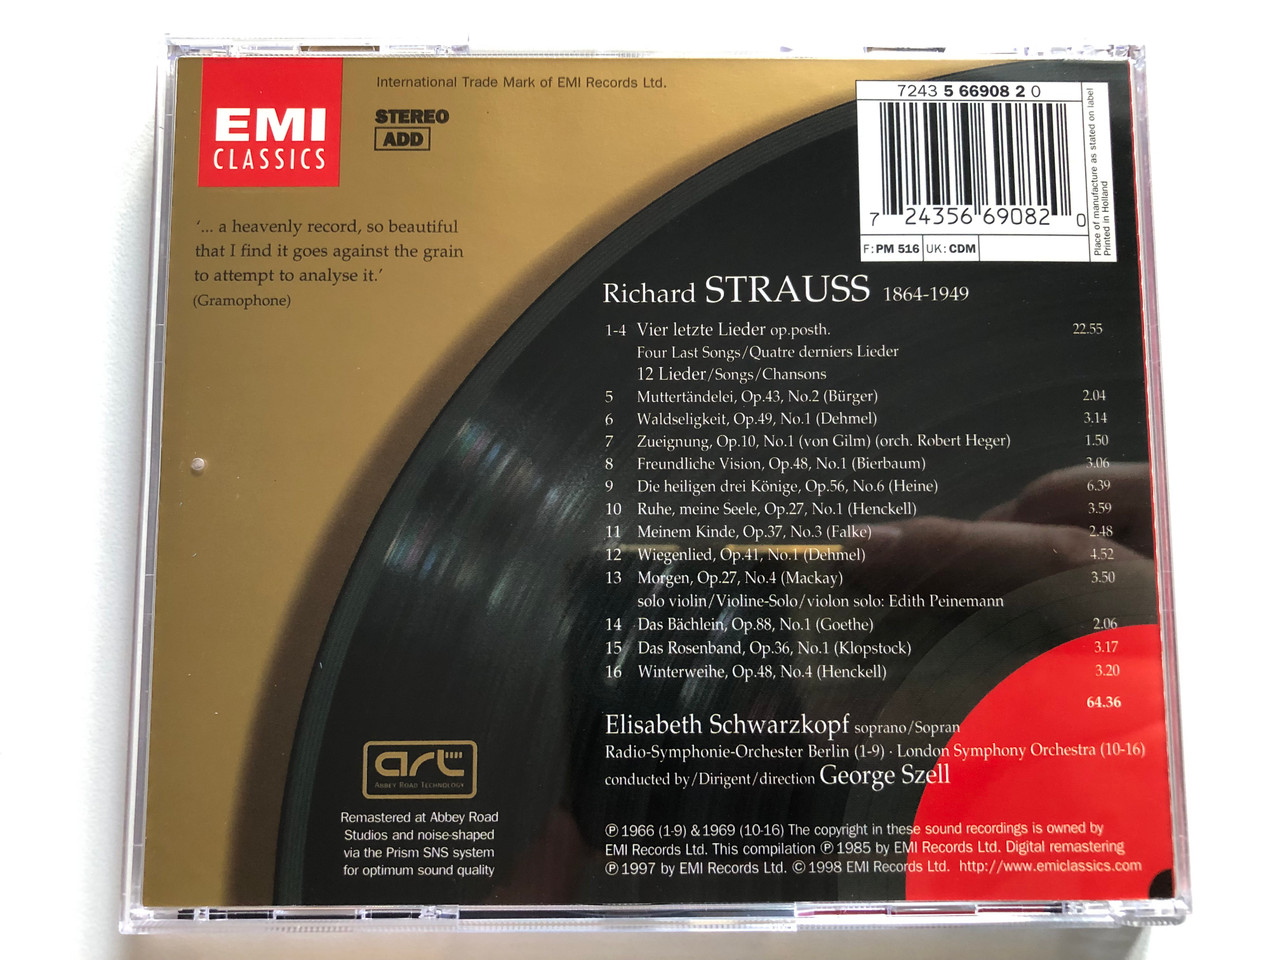 International Trade Mark of EMI Records Ltd.
EMI
CLASSICS
STEREO
ADD
'... a heavenly record, so beautiful
that I find it goes against the grain
to attempt to analyse it.'
(Gramophone)
7243 5 66908 2 0
7 24356 69082 0
F: PM 516 UK: CDM
Place of manufacture as stated on label
Printed in Holland
Richard STRAUSS 1864-1949
1-4 Vier letzte Lieder op.posth. 22.55
Four Last Songs/Quatre derniers Lieder
12 Lieder/Songs/Chansons
5 Muttertändelei, Op.43, No.2 (Bürger) 2.04
6 Waldseligkeit, Op.49, No.1 (Dehmel) 3.14
7 Zueignung, Op.10, No.1 (von Gilm) (orch. Robert Heger) 1.50
8 Freundliche Vision, Op.48, No.1 (Bierbaum) 3.06
9 Die heiligen drei Könige, Op.56, No.6 (Heine) 6.39
10 Ruhe, meine Seele, Op.27, No.1 (Henckell) 3.59
11 Meinem Kinde, Op.37, No.3 (Falke) 2.48
12 Wiegenlied, Op.41, No.1 (Dehmel) 4.52
13 Morgen, Op.27, No.4 (Mackay) 3.50
solo violin/Violine-Solo/violon solo: Edith Peinemann
14 Das Bächlein, Op.88, No.1 (Goethe) 2.06
15 Das Rosenband, Op.36, No.1 (Klopstock) 3.17
16 Winterweihe, Op.48, No.4 (Henckell) 3.20
64.36
Elisabeth Schwarzkopf soprano/Sopran
Radio-Symphonie-Orchester Berlin (1-9) · London Symphony Orchestra (10-16)
conducted by/Dirigent/direction George Szell
art
ABBEY ROAD TECHNOLOGY
Remastered at Abbey Road
Studios and noise-shaped
via the Prism SNS system
for optimum sound quality
℗ 1966 (1-9) & 1969 (10-16) The copyright in these sound recordings is owned by
EMI Records Ltd. This compilation ℗ 1985 by EMI Records Ltd. Digital remastering
℗ 1997 by EMI Records Ltd. © 1998 EMI Records Ltd. http://www.emiclassics.com